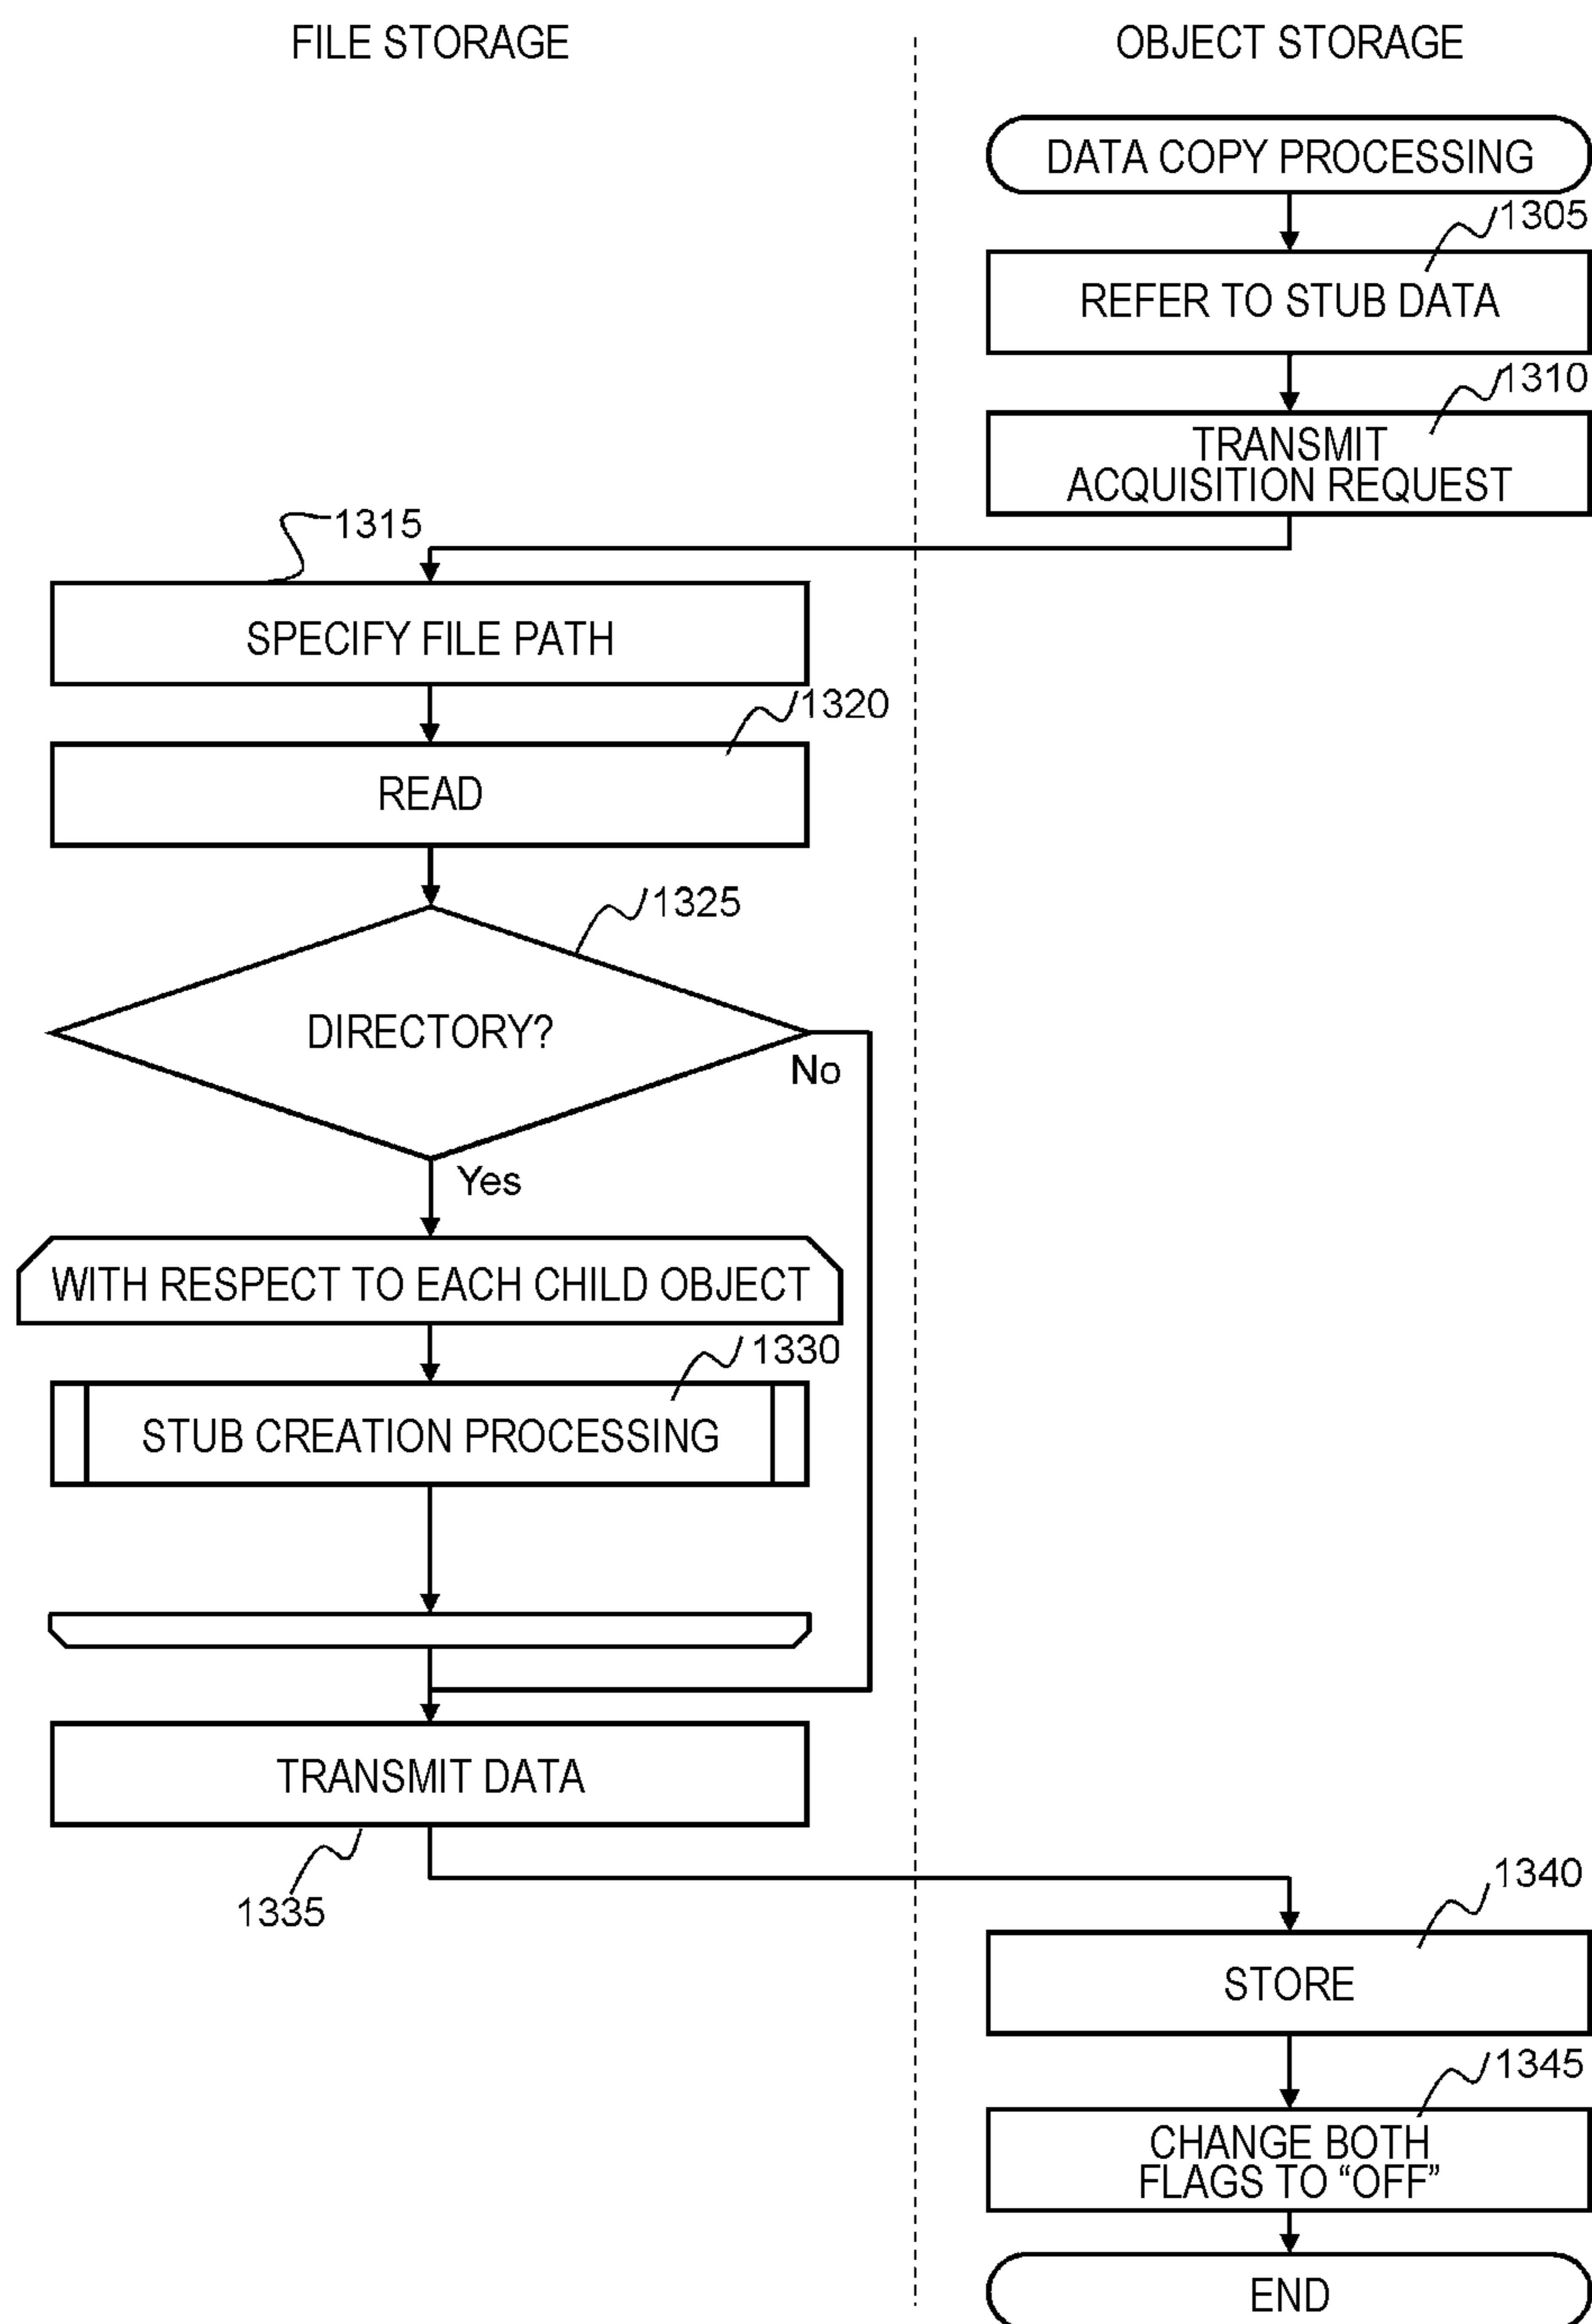 FILE STORAGE
OBJECT STORAGE
DATA COPY PROCESSING
1305
REFER TO STUB DATA
1310
TRANSMIT
ACQUISITION REQUEST
1315
SPECIFY FILE PATH
1320
READ
1325
DIRECTORY?
No
Yes
WITH RESPECT TO EACH CHILD OBJECT
1330
STUB CREATION PROCESSING
TRANSMIT DATA
1335
1340
STORE
1345
CHANGE BOTH
FLAGS TO “OFF”
END